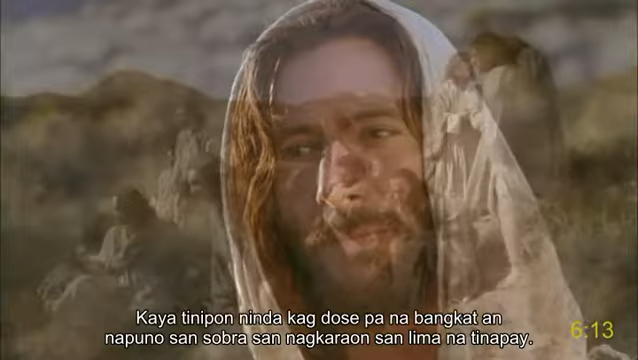 Kaya tinipon ninda kag dose pa na bangkat an
napuno san sobra san nagkaraon san lima na tinapay.
6:13